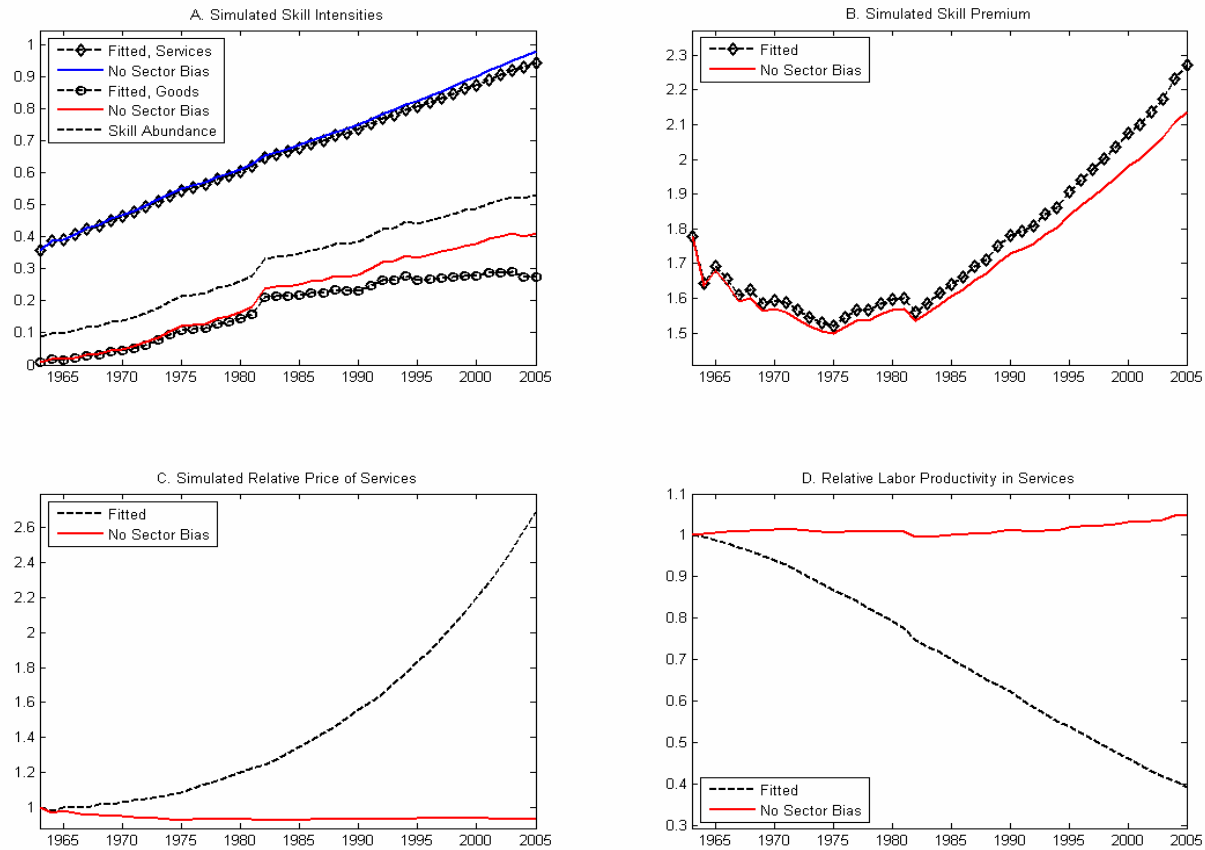 A. Simulated Skill Intensities
1
0.9
0.8
0.7
0.6
0.5
0.4
0.3
0.2
0.1
0
Fitted, Services
No Sector Bias
Fitted, Goods
No Sector Bias
Skill Abundance
1965 1970 1975 1980 1985 1990 1995 2000 2005
B. Simulated Skill Premium
2.3
2.2
2.1
2
1.9
1.8
1.7
1.6
1.5
Fitted
No Sector Bias
1965 1970 1975 1980 1985 1990 1995 2000 2005
C. Simulated Relative Price of Services
2.6
2.4
2.2
2
1.8
1.6
1.4
1.2
1
Fitted
No Sector Bias
1965 1970 1975 1980 1985 1990 1995 2000 2005
D. Relative Labor Productivity in Services
1.1
1
0.9
0.8
0.7
0.6
0.5
0.4
0.3
Fitted
No Sector Bias
1965 1970 1975 1980 1985 1990 1995 2000 2005